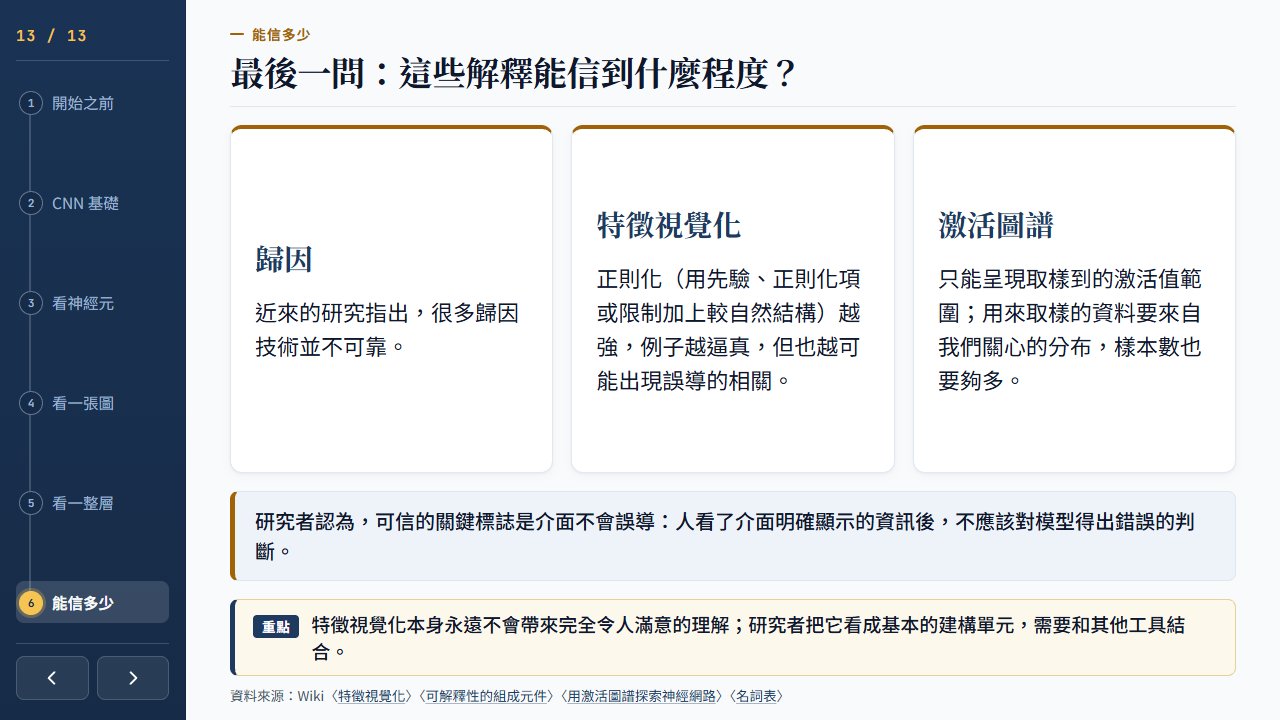 13 / 13
1 開始之前
2 CNN 基礎
3 看神經元
4 看一張圖
5 看一整層
6 能信多少
能信多少
最後一問：這些解釋能信到什麼程度？
歸因
近來的研究指出，很多歸因
技術並不可靠。
特徵視覺化
正則化（用先驗、正則化項
或限制加上較自然結構）越
強，例子越逼真，但也越可
能出現誤導的相關。
激活圖譜
只能呈現取樣到的激活值範
圍；用來取樣的資料要來自
我們關心的分布，樣本數也
要夠多。
研究者認為，可信的關鍵標誌是介面不會誤導：人看了介面明確顯示的資訊後，不應該對模型得出錯誤的判
斷。
重點 特徵視覺化本身永遠不會帶來完全令人滿意的理解；研究者把它看成基本的建構單元，需要和其他工具結
合。
資料來源：Wiki〈特徵視覺化〉〈可解釋性的組成元件〉〈用激活圖譜探索神經網路〉〈名詞表〉